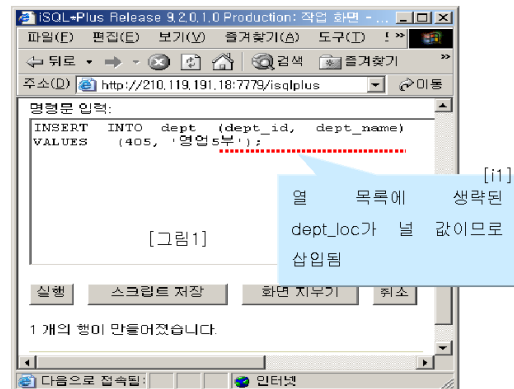 iSQL*Plus Release 9.2.0.1.0 Production: 작업 화면 - ...
파일(F) 편집(E) 보기(V) 즐겨찾기(A) 도구(T) ! »
뒤로 검색 즐겨찾기 »
주소(D) http://210.119.191.18:7779/isqlplus 이동
명령문 입력:
INSERT INTO dept (dept_id, dept_name)
VALUES (405, '영업5부');
[i1]
열 목록에 생략된
dept_loc가 널 값이므로
삽입됨
[그림1]
실행 스크립트 저장 화면 지우기 취소
1 개의 행이 만들어졌습니다.
다음으로 접속됨: 인터넷